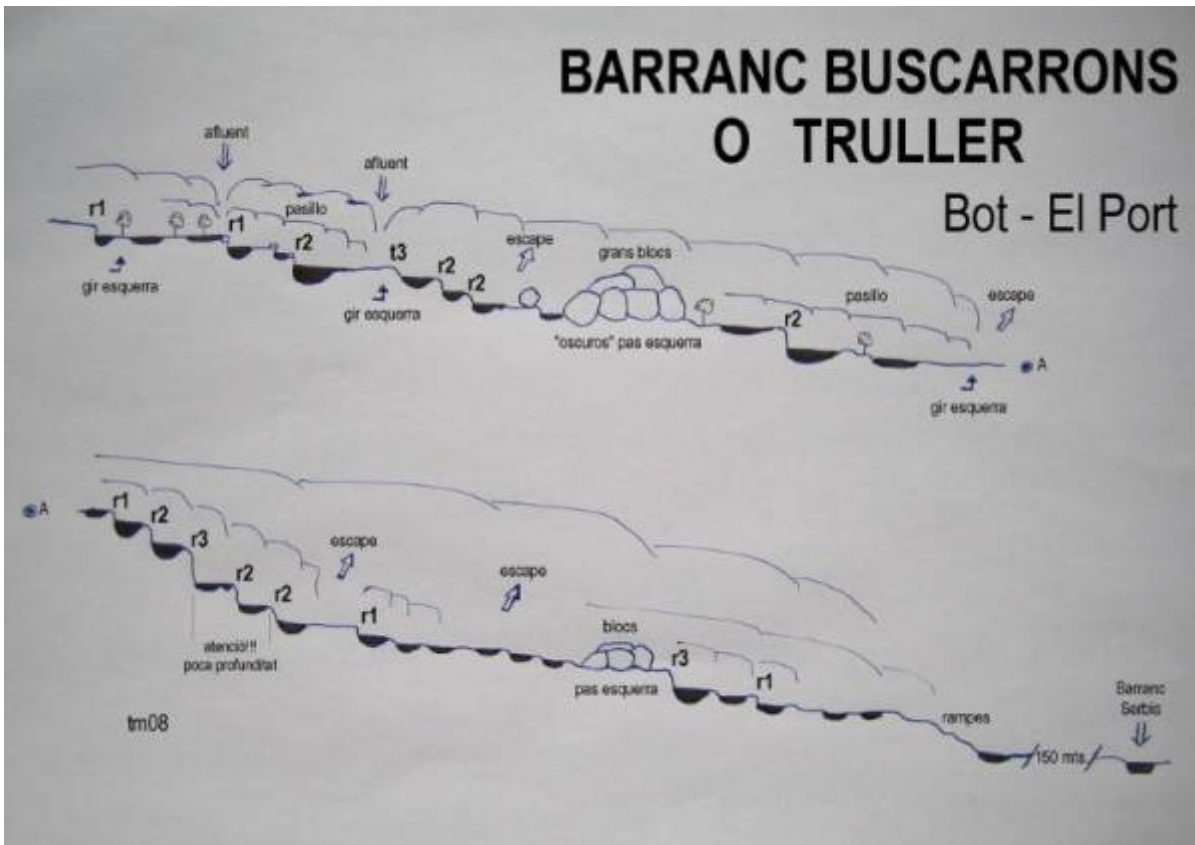 BARRANC BUSCARRONS
O TRULLER
Bot - El Port
afluent
afluent
r1
r1
pasillo
r2
t3
r2
r2
escape
grans blocs
pasillo
escape
r2
gir esquerra
gir esquerra
"oscuros" pas esquerra
A
gir esquerra
A
r1
r2
r3
r2
r2
escape
escape
r1
atenció!!!
poca profunditat
blocs
pas esquerra
r3
r1
rampes
Barranc
Serbis
150 mts.
tm08